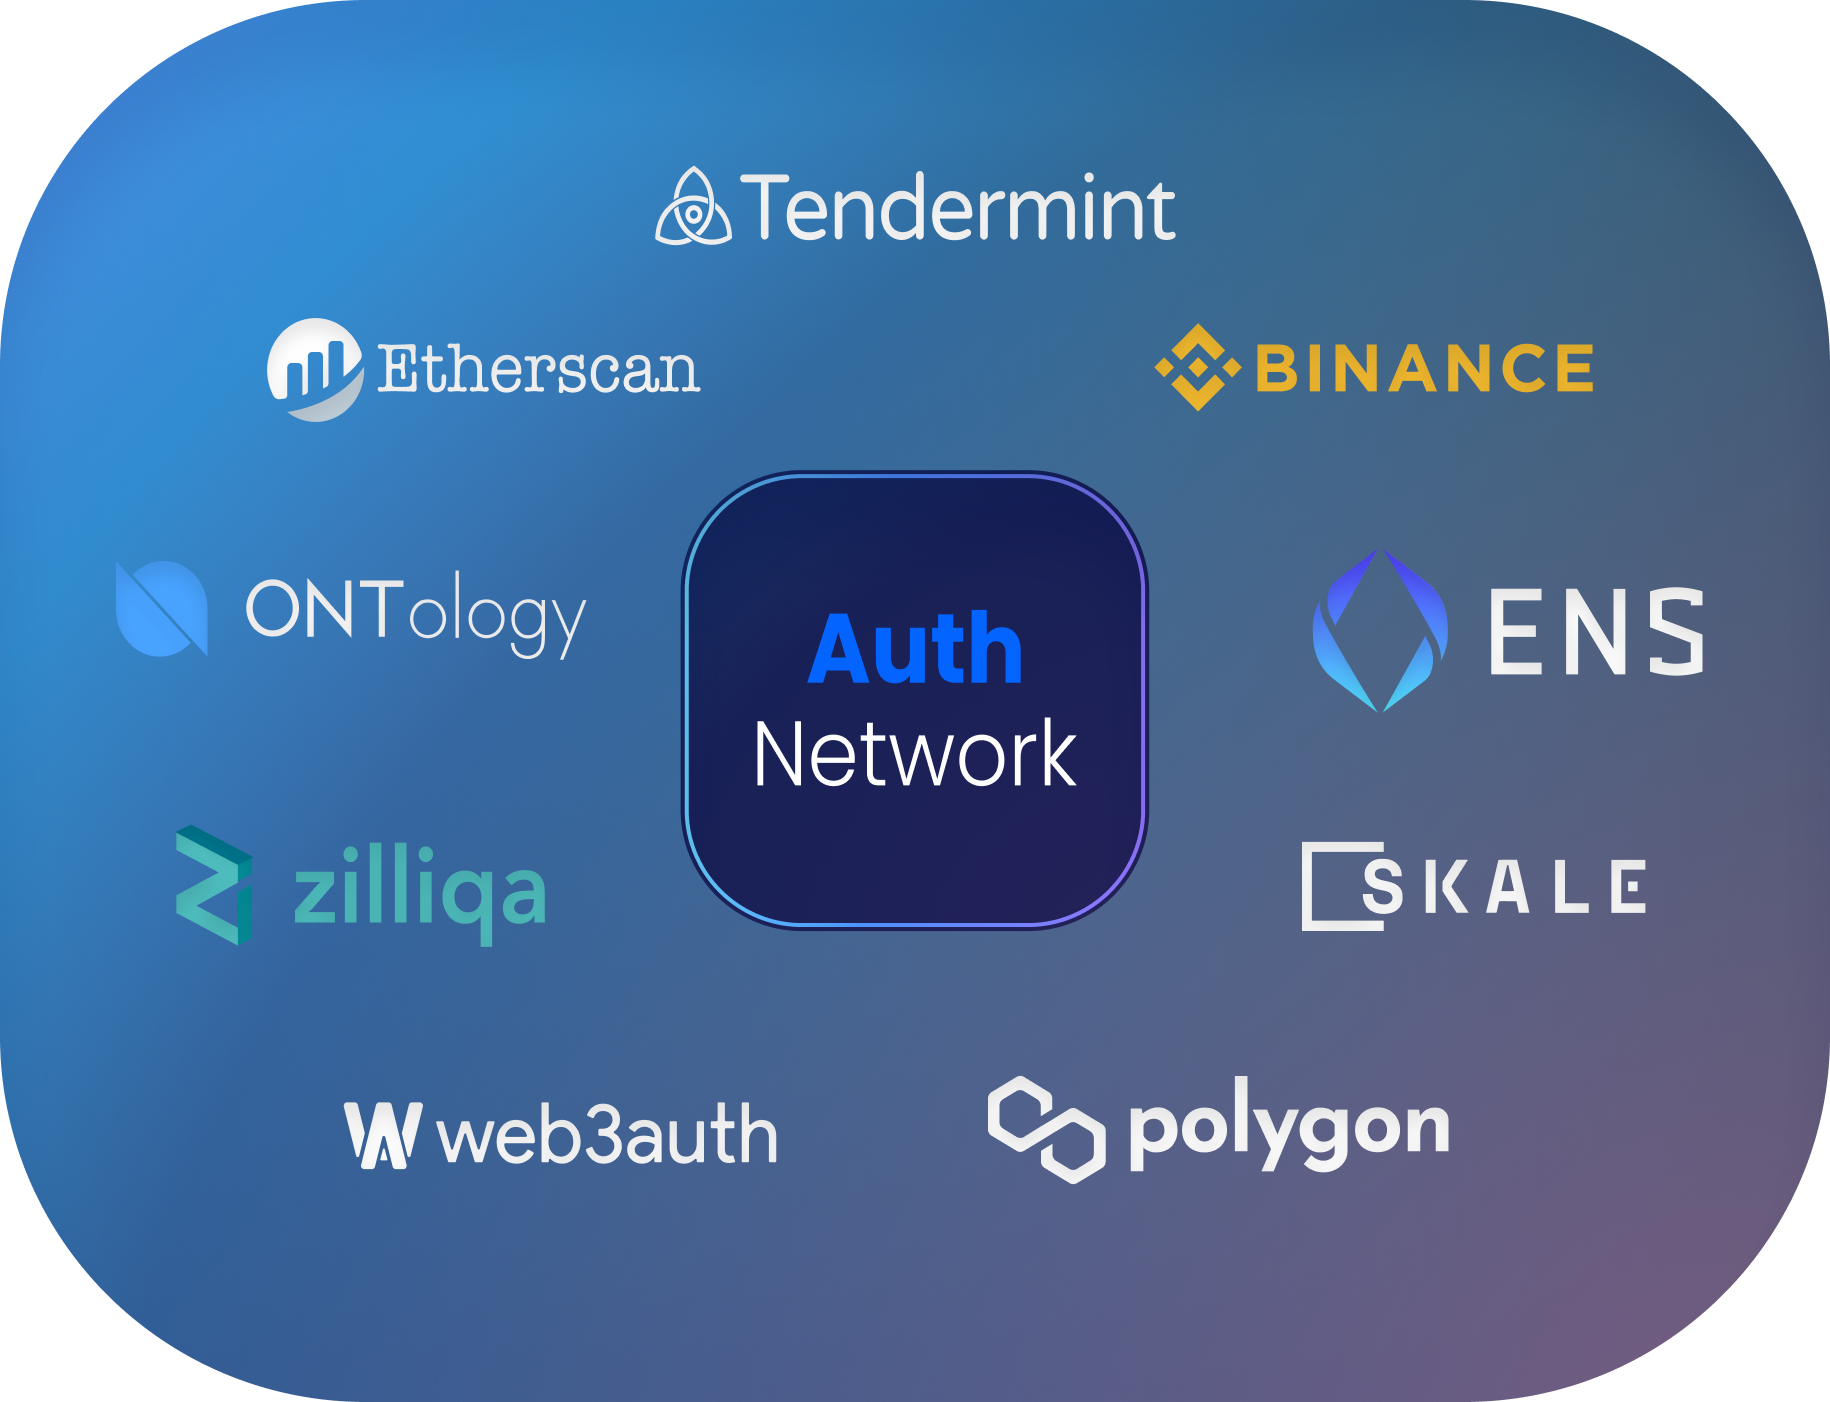 Tendermint
Etherscan
BINANCE
ONTology
ENS
Auth
Network
zilliqa
SKALE
web3auth
polygon